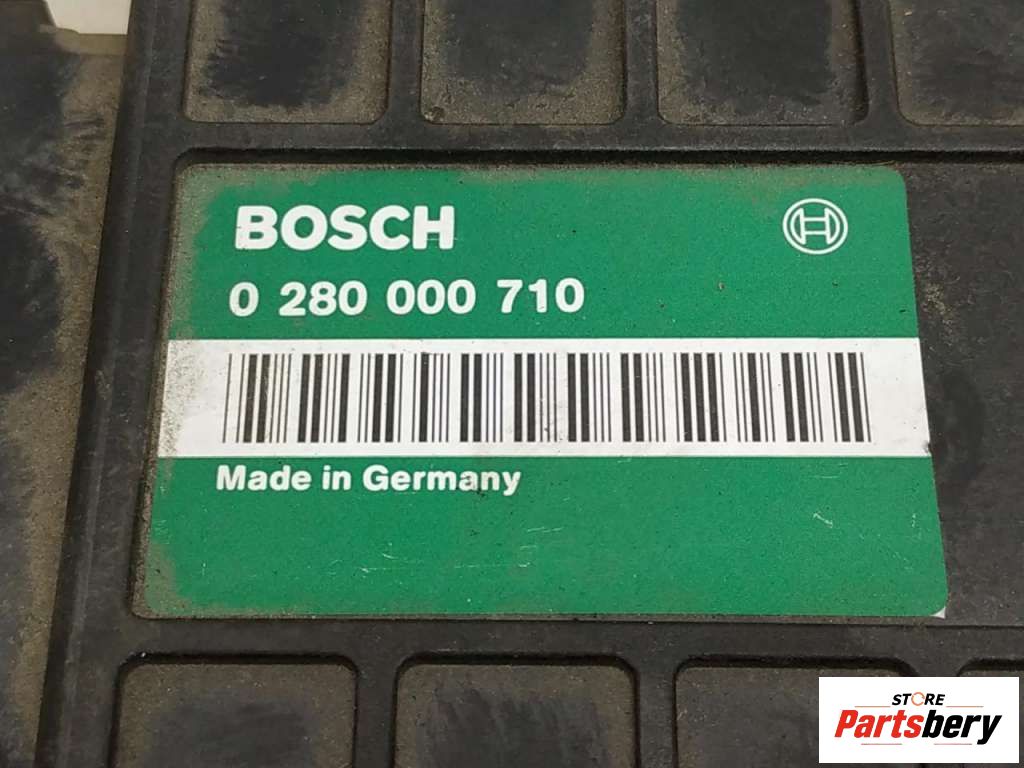 BOSCH
0 280 000 710
Made in Germany
STORE
Partsbery